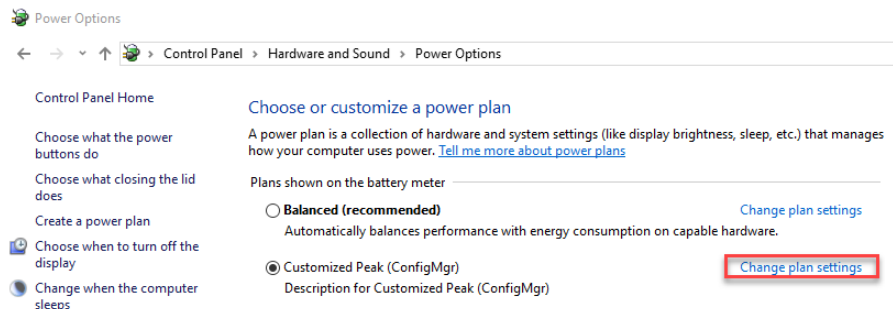 Power Options
Control Panel > Hardware and Sound > Power Options
Control Panel Home
Choose what the power
buttons do
Choose what closing the lid
does
Create a power plan
Choose when to turn off the
display
Change when the computer
sleeps
Choose or customize a power plan
A power plan is a collection of hardware and system settings (like display brightness, sleep, etc.) that manages
how your computer uses power. Tell me more about power plans
Plans shown on the battery meter
Balanced (recommended) Change plan settings
Automatically balances performance with energy consumption on capable hardware.
Customized Peak (ConfigMgr) Change plan settings
Description for Customized Peak (ConfigMgr)